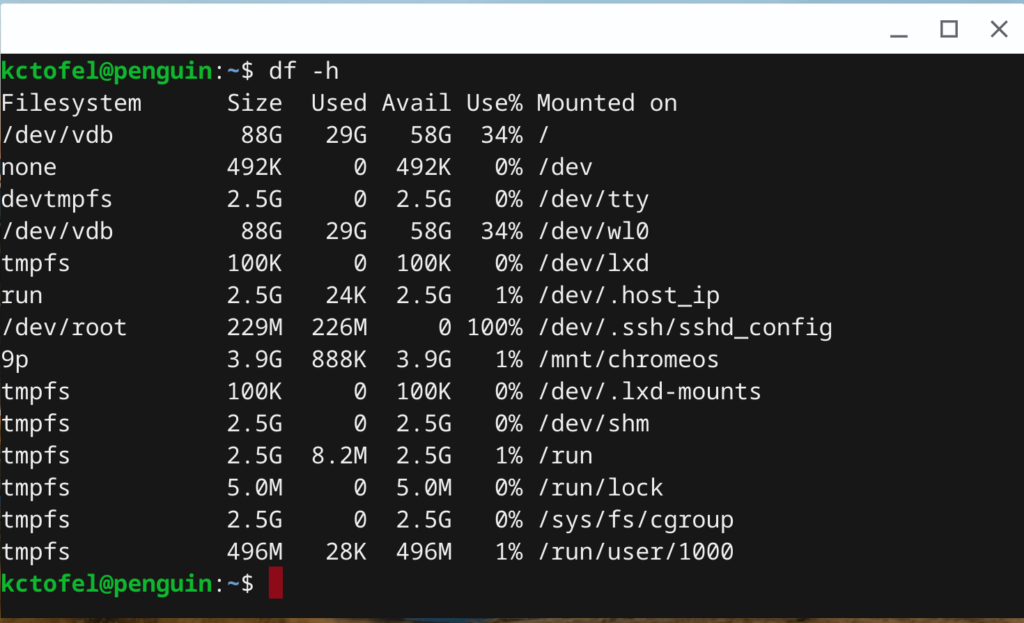 kctofel@penguin:~$ df -h
Filesystem      Size  Used Avail Use% Mounted on
/dev/vdb         88G   29G   58G  34% /
none            492K     0  492K   0% /dev
devtmpfs        2.5G     0  2.5G   0% /dev/tty
/dev/vdb         88G   29G   58G  34% /dev/wl0
tmpfs           100K     0  100K   0% /dev/lxd
run             2.5G   24K  2.5G   1% /dev/.host_ip
/dev/root       229M  226M     0 100% /dev/.ssh/sshd_config
9p              3.9G  888K  3.9G   1% /mnt/chromeos
tmpfs           100K     0  100K   0% /dev/.lxd-mounts
tmpfs           2.5G     0  2.5G   0% /dev/shm
tmpfs           2.5G  8.2M  2.5G   1% /run
tmpfs           5.0M     0  5.0M   0% /run/lock
tmpfs           2.5G     0  2.5G   0% /sys/fs/cgroup
tmpfs           496M   28K  496M   1% /run/user/1000
kctofel@penguin:~$